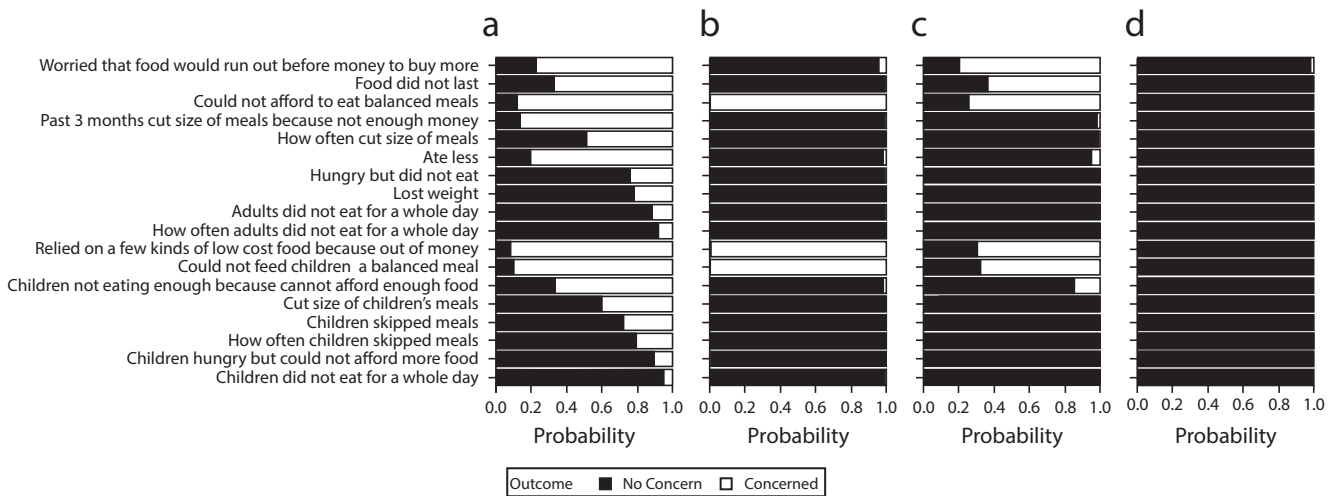 a b c d
Worried that food would run out before money to buy more
Food did not last
Could not afford to eat balanced meals
Past 3 months cut size of meals because not enough money
How often cut size of meals
Ate less
Hungry but did not eat
Lost weight
Adults did not eat for a whole day
How often adults did not eat for a whole day
Relied on a few kinds of low cost food because out of money
Could not feed children a balanced meal
Children not eating enough because cannot afford enough food
Cut size of children's meals
Children skipped meals
How often children skipped meals
Children hungry but could not afford more food
Children did not eat for a whole day
0.0 0.2 0.4 0.6 0.8 1.0 0.0 0.2 0.4 0.6 0.8 1.0 0.0 0.2 0.4 0.6 0.8 1.0 0.0 0.2 0.4 0.6 0.8 1.0
Probability Probability Probability Probability
Outcome No Concern Concerned